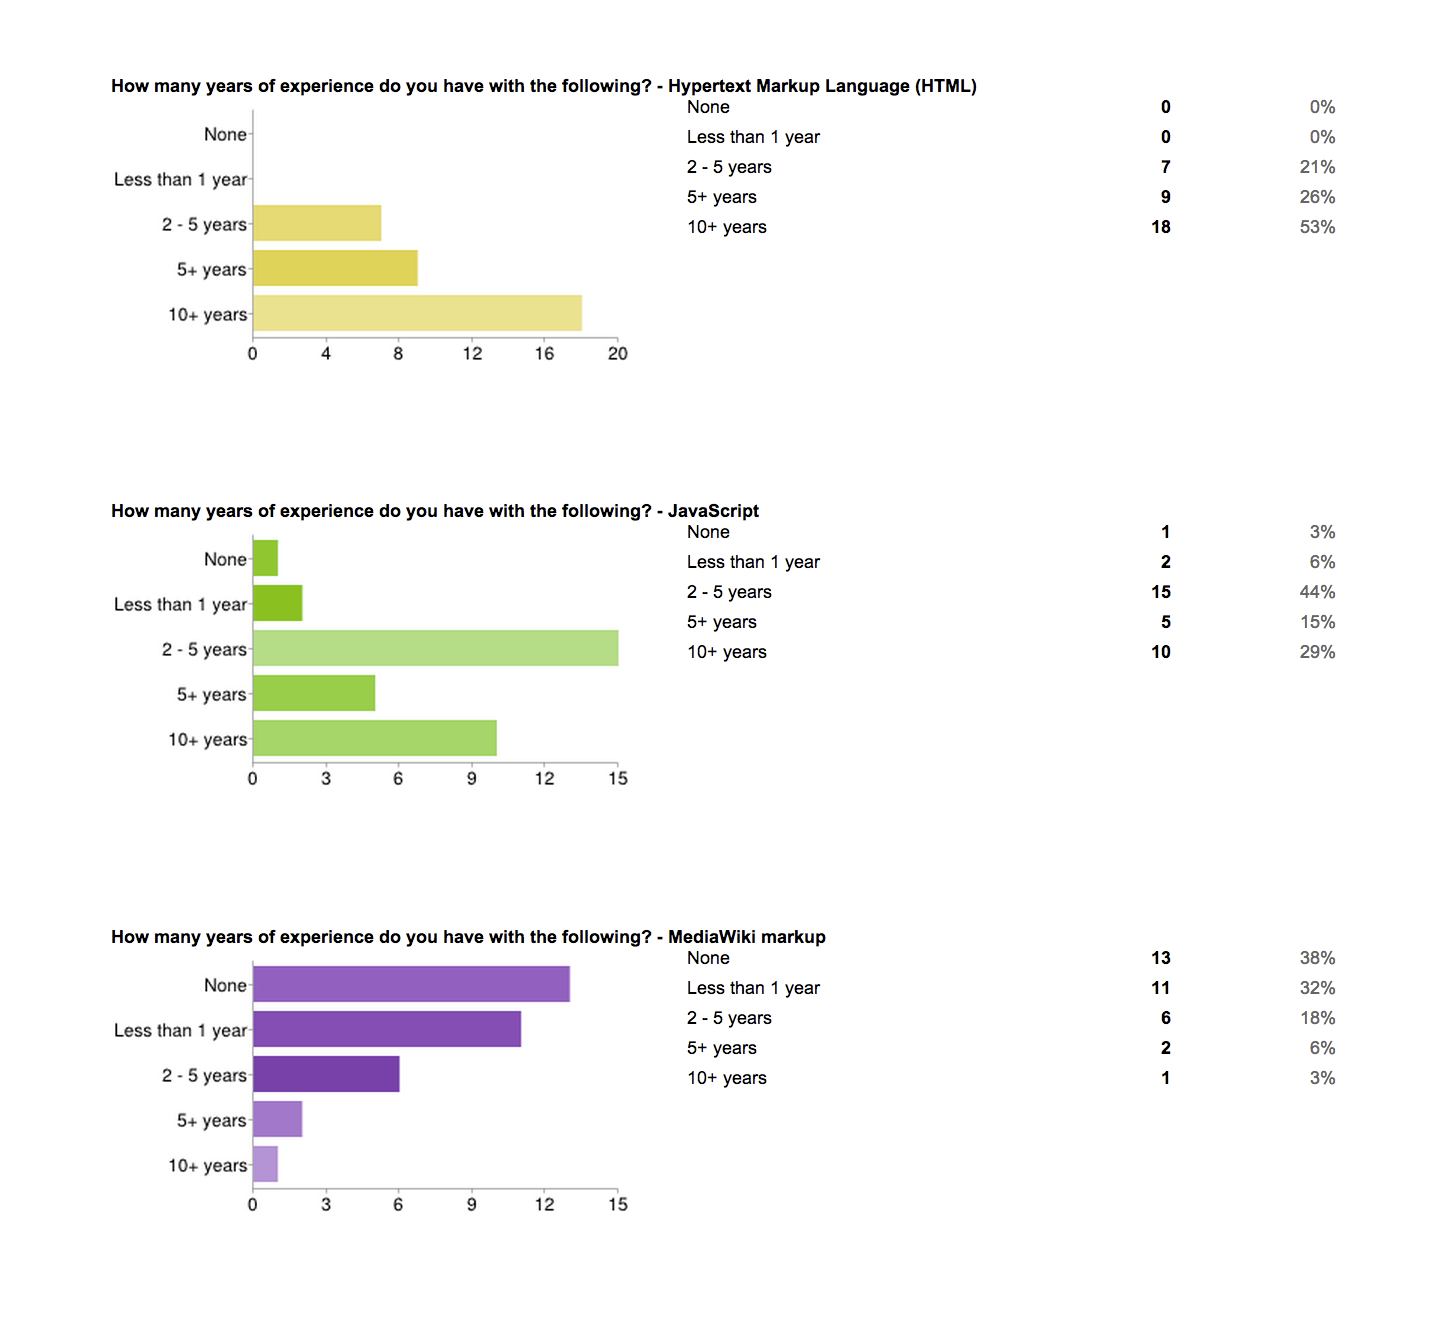 How many years of experience do you have with the following? - Hypertext Markup Language (HTML)
None 0 0%
Less than 1 year 0 0%
2 - 5 years 7 21%
5+ years 9 26%
10+ years 18 53%
None
Less than 1 year
2 - 5 years
5+ years
10+ years
0 4 8 12 16 20
How many years of experience do you have with the following? - JavaScript
None 1 3%
Less than 1 year 2 6%
2 - 5 years 15 44%
5+ years 5 15%
10+ years 10 29%
None
Less than 1 year
2 - 5 years
5+ years
10+ years
0 3 6 9 12 15
How many years of experience do you have with the following? - MediaWiki markup
None 13 38%
Less than 1 year 11 32%
2 - 5 years 6 18%
5+ years 2 6%
10+ years 1 3%
None
Less than 1 year
2 - 5 years
5+ years
10+ years
0 3 6 9 12 15